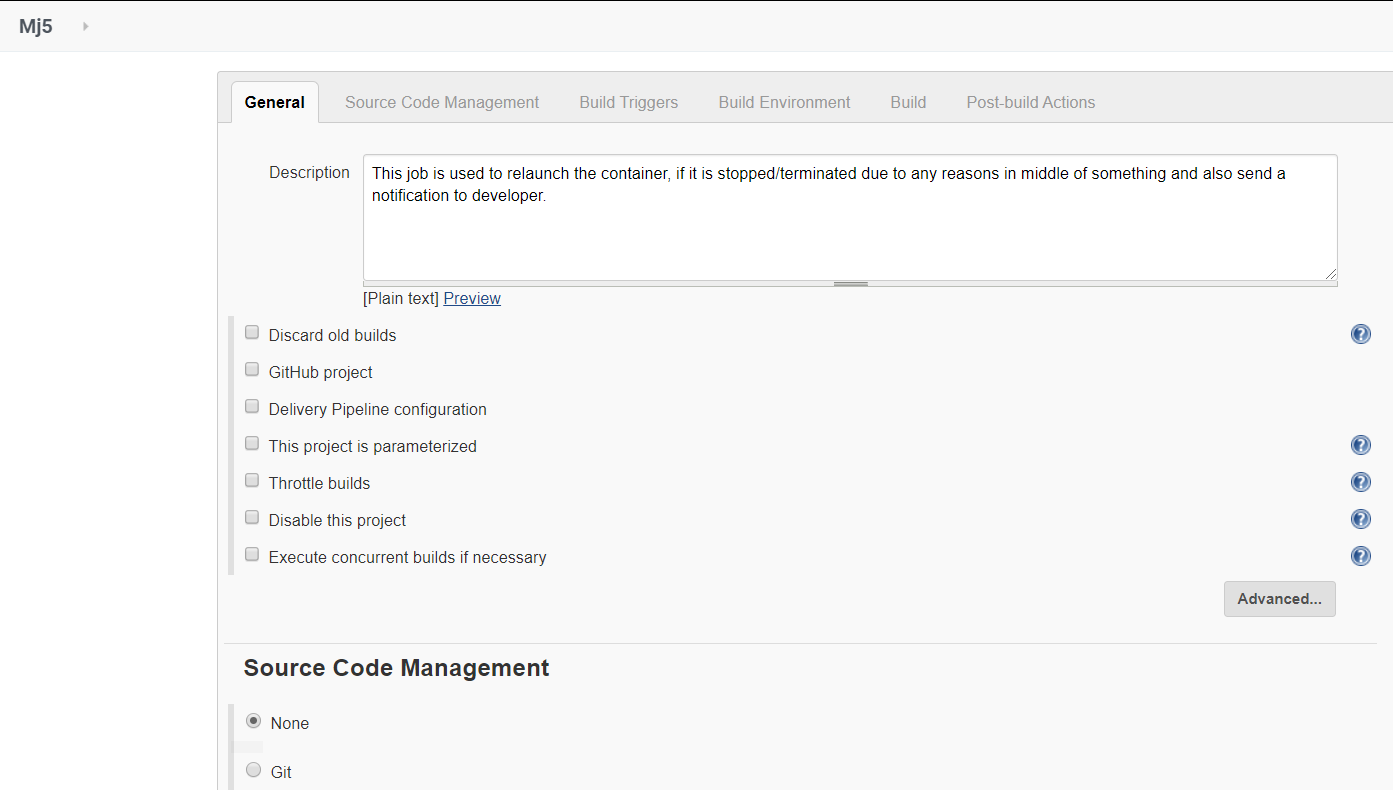 Mj5
General Source Code Management Build Triggers Build Environment Build Post-build Actions
Description
This job is used to relaunch the container, if it is stopped/terminated due to any reasons in middle of something and also send a
notification to developer.
[Plain text] Preview
Discard old builds
GitHub project
Delivery Pipeline configuration
This project is parameterized
Throttle builds
Disable this project
Execute concurrent builds if necessary
Advanced...
Source Code Management
None
Git